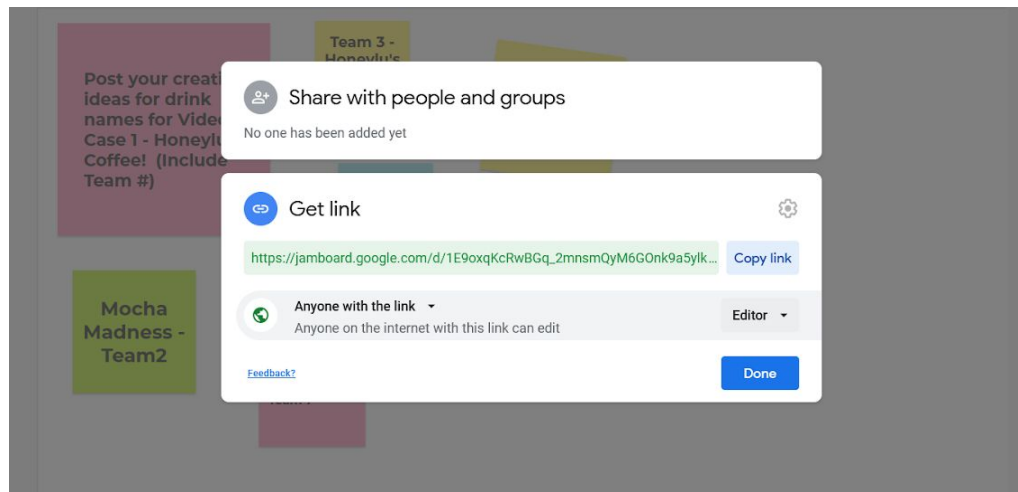 Post your creati
ideas for drink
names for Vide
Case 1 - Honeylu
Coffee! (Include
Team #)
Team 3 -
Honeylu's
Share with people and groups
No one has been added yet
Get link
https://jamboard.google.com/d/1E9oxqKcRwBGq_2mnsmQyM6GOnk9a5ylk...
Copy link
Anyone with the link
Anyone on the internet with this link can edit
Editor
Feedback?
Done
Mocha
Madness -
Team2